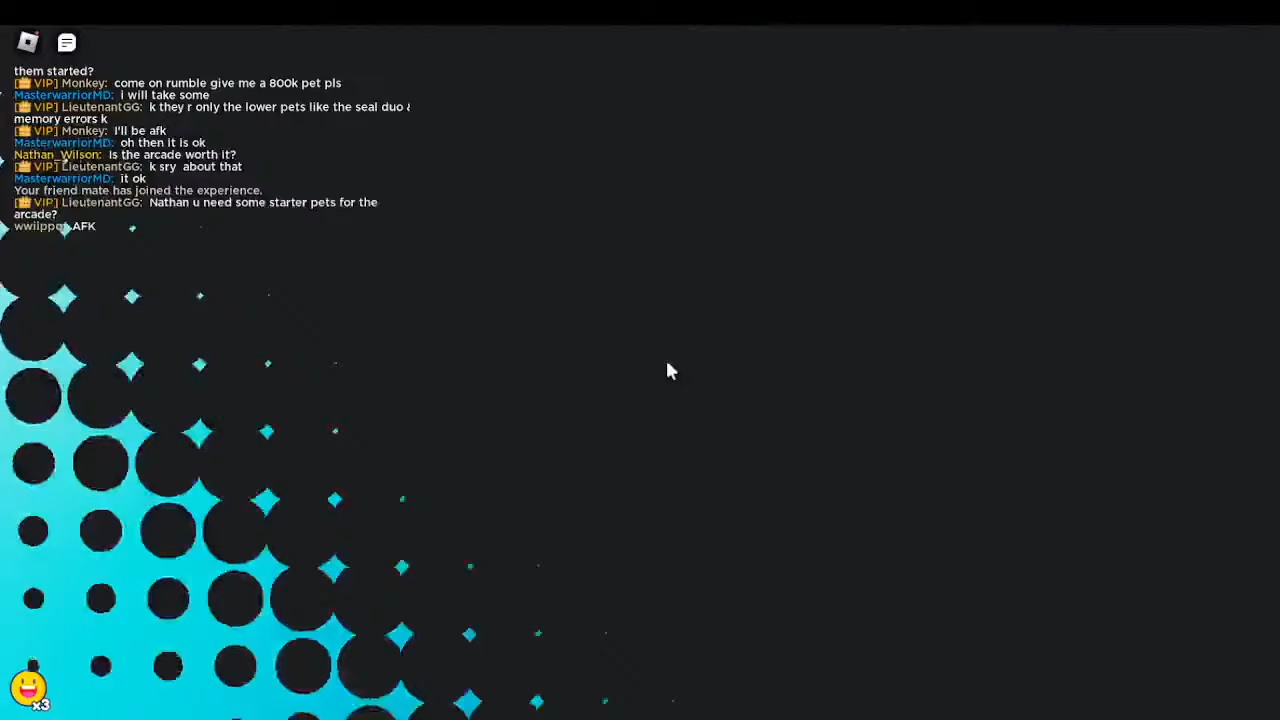 them started?
[VIP] Monkey: come on rumble give me a 800k pet pls
MasterwarriorMD: i will take some
[VIP] LieutenantGG: k they r only the lower pets like the seal duo &
memory errors k
[VIP] Monkey: I'll be afk
MasterwarriorMD: oh then it is ok
Nathan_Wilson: Is the arcade worth it?
[VIP] LieutenantGG: k sry about that
MasterwarriorMD: it ok
Your friend mate has joined the experience.
[VIP] LieutenantGG: Nathan u need some starter pets for the
arcade?
AFK
x3